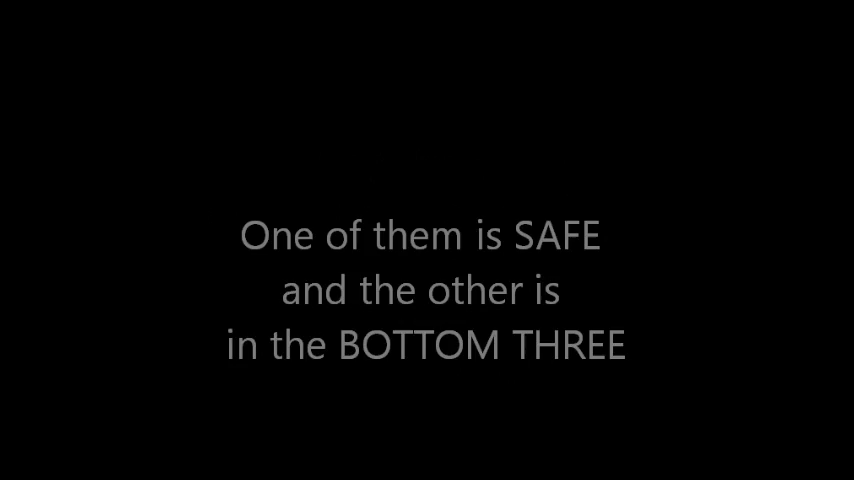 One of them is SAFE
and the other is
in the BOTTOM THREE